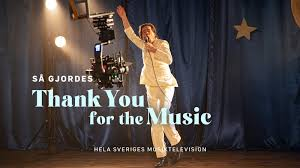 SÅ GJORDES
Thank You
for the Music
HELA SVERIGES MUSIKTELEVISION